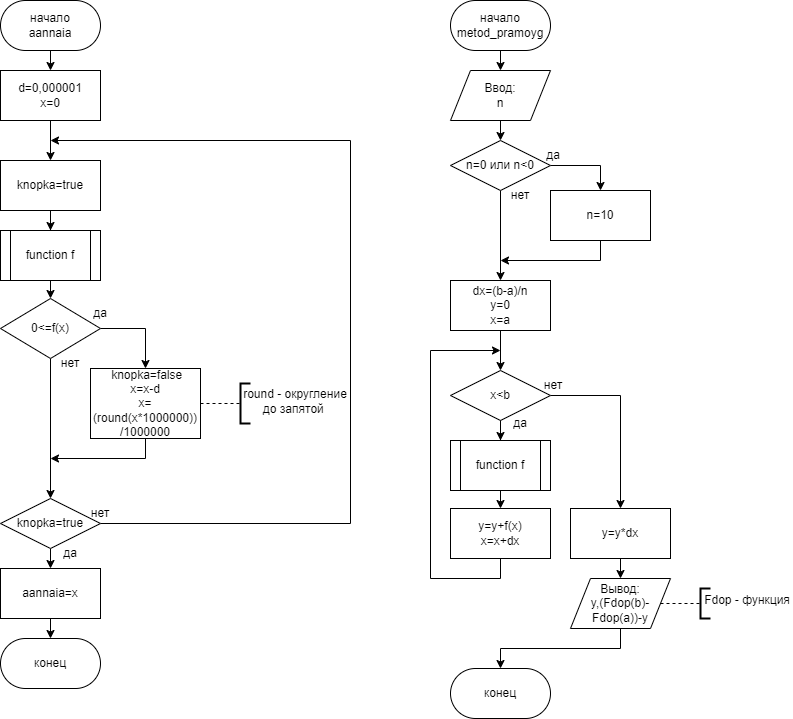 начало
aannaia
d=0,000001
x=0
knopka=true
function f
0<=f(x)
да
нет
knopka=false
x=x-d
x=
(round(x*1000000))
/1000000
round - округление
до запятой
knopka=true
нет
да
aannaia=x
конец
начало
metod_pramoyg
Ввод:
n
n=0 или n<0
да
нет
n=10
dx=(b-a)/n
y=0
x=a
x<b
нет
да
function f
y=y+f(x)
x=x+dx
y=y*dx
Вывод:
y,(Fdop(b)-
Fdop(a))-y
Fdop - функция
конец